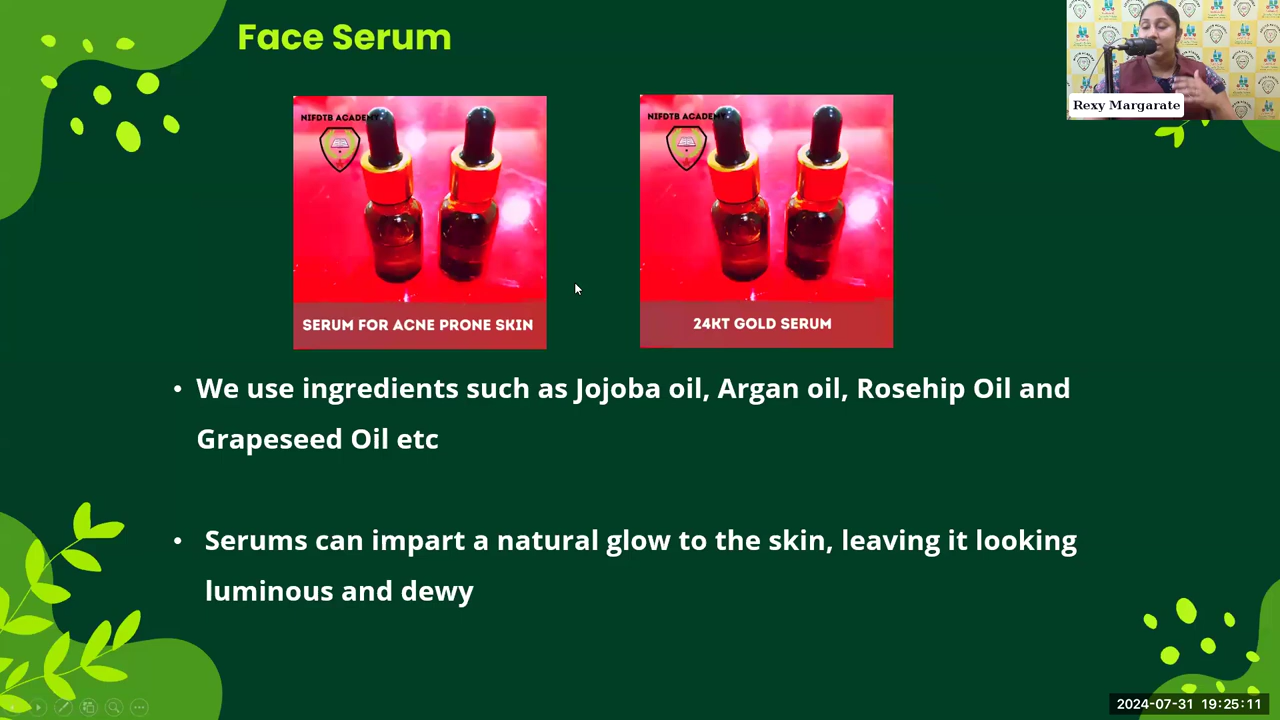 Face Serum
Rexy Margarate
NIFDTB ACADEMY
SERUM FOR ACNE PRONE SKIN
NIFDTB ACADEMY
24KT GOLD SERUM
• We use ingredients such as Jojoba oil, Argan oil, Rosehip Oil and
Grapeseed Oil etc
• Serums can impart a natural glow to the skin, leaving it looking
luminous and dewy
2024-07-31 19:25:11